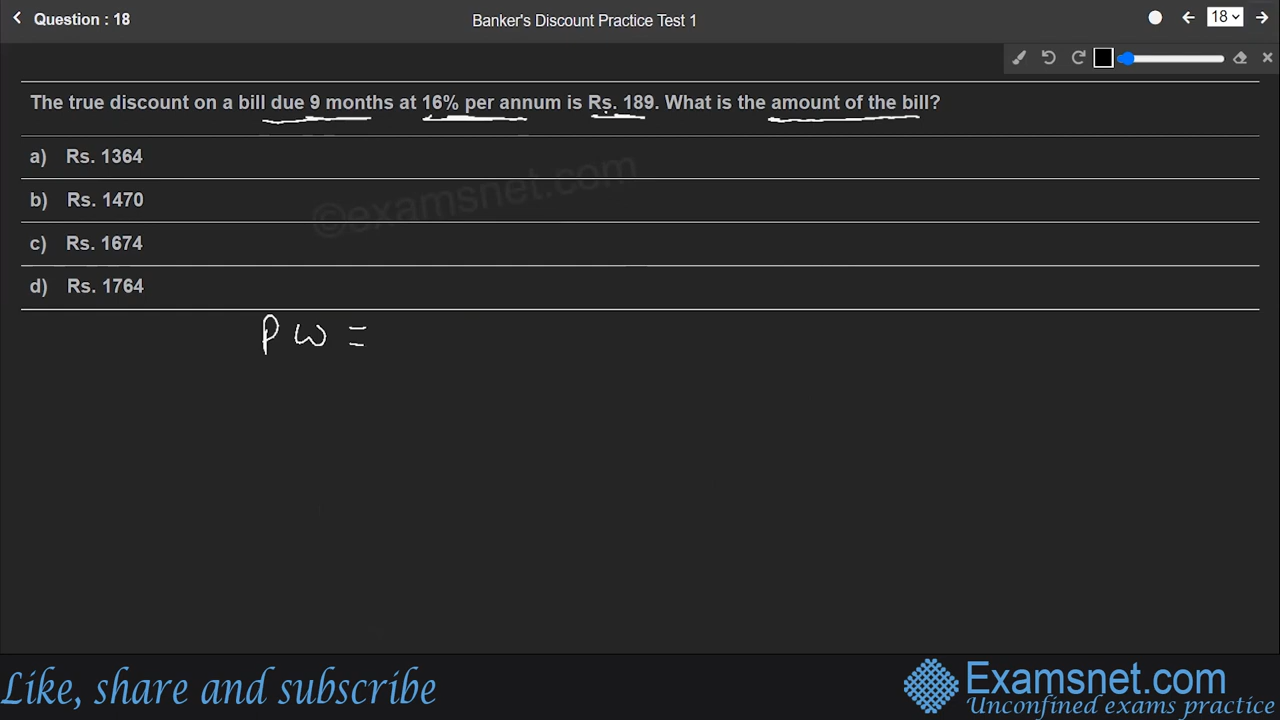 Question : 18
Banker's Discount Practice Test 1
18
The true discount on a bill due 9 months at 16% per annum is Rs. 189. What is the amount of the bill?
a) Rs. 1364
b) Rs. 1470
c) Rs. 1674
d) Rs. 1764
©examsnet.com
PW =
Like, share and subscribe
Examsnet.com
Unconfined exams practice